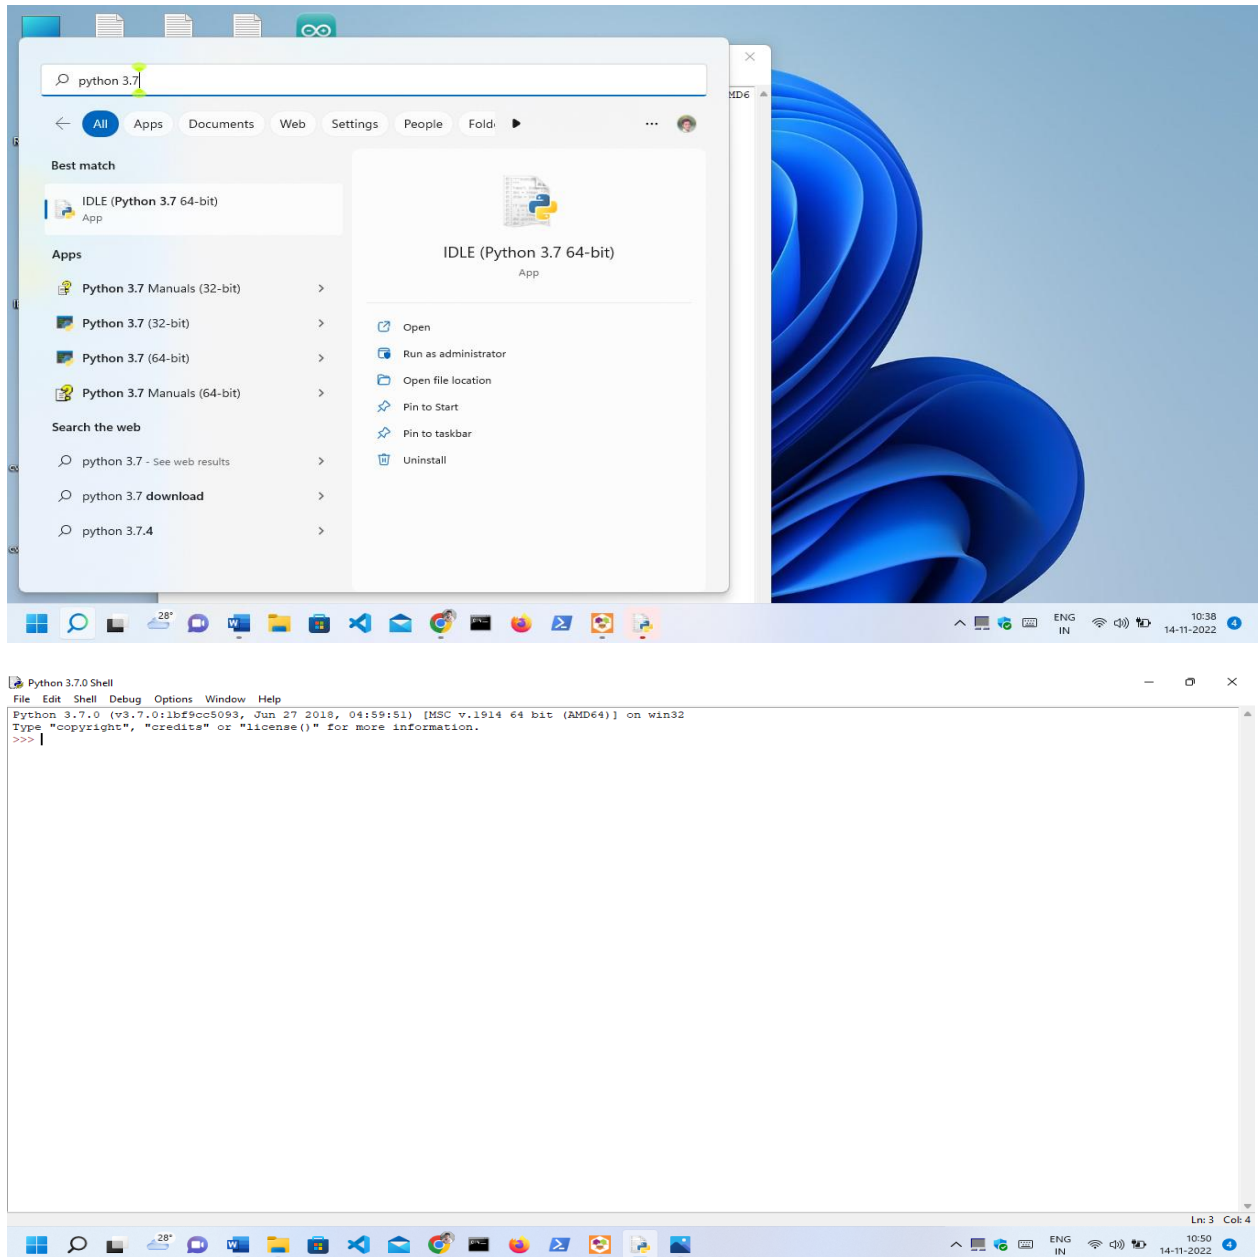 python 3.7
MD6
All Apps Documents Web Settings People Fold
Best match
IDLE (Python 3.7 64-bit)
App
Apps
Python 3.7 Manuals (32-bit)
Python 3.7 (32-bit)
Python 3.7 (64-bit)
Python 3.7 Manuals (64-bit)
Search the web
python 3.7 - See web results
python 3.7 download
python 3.7.4
IDLE (Python 3.7 64-bit)
App
Open
Run as administrator
Open file location
Pin to Start
Pin to taskbar
Uninstall
28°
ENG
IN
10:38
14-11-2022
4
Python 3.7.0 Shell
File Edit Shell Debug Options Window Help
Python 3.7.0 (v3.7.0:1bf9cc5093, Jun 27 2018, 04:59:51) [MSC v.1914 64 bit (AMD64)] on win32
Type "copyright", "credits" or "license()" for more information.
>>>
Ln: 3 Col: 4
28°
ENG
IN
10:50
14-11-2022
4